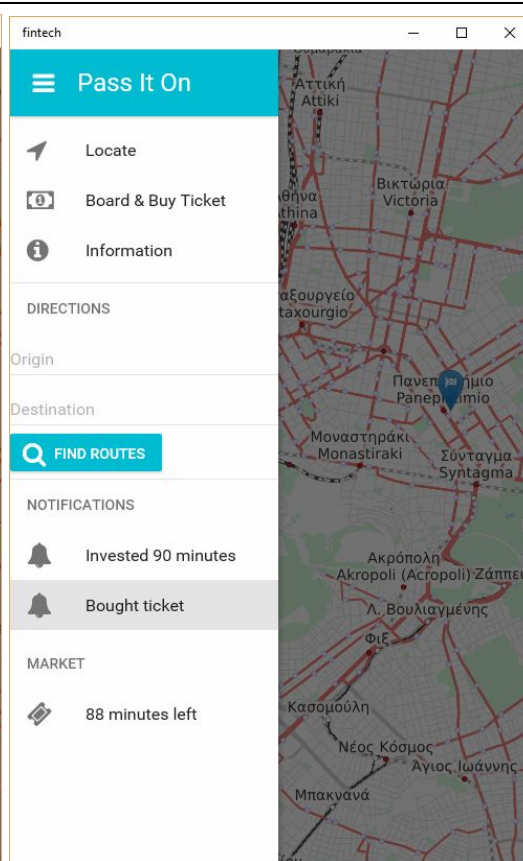 fintech
Pass It On
Locate
Board & Buy Ticket
Information
DIRECTIONS
Origin
Destination
FIND ROUTES
NOTIFICATIONS
Invested 90 minutes
Bought ticket
MARKET
88 minutes left
Αττική
Attiki
Βικτώρια
Victoria
Μοναστηράκι
Monastiraki
Σύνταγμα
Syntagma
Ακρόπολη
Akropoli (Acropoli)
Λ. Βουλιαγμένης
Φιξ
Κασομούλη
Νέος Κόσμος
Άγιος Ιωάννης
Μπακνανά